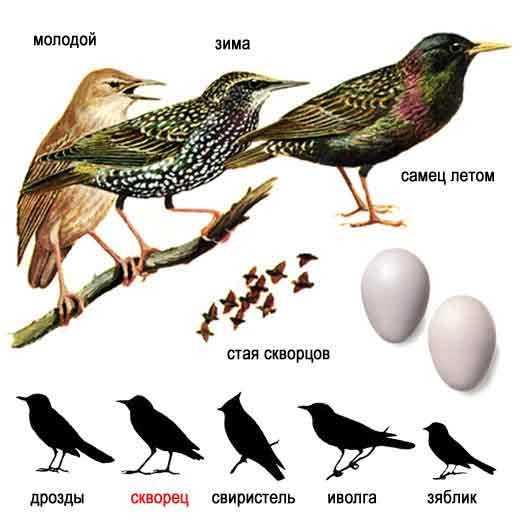 молодой
зима
самец летом
стая скворцов
дрозды
скворец
свиристель
иволга
зяблик